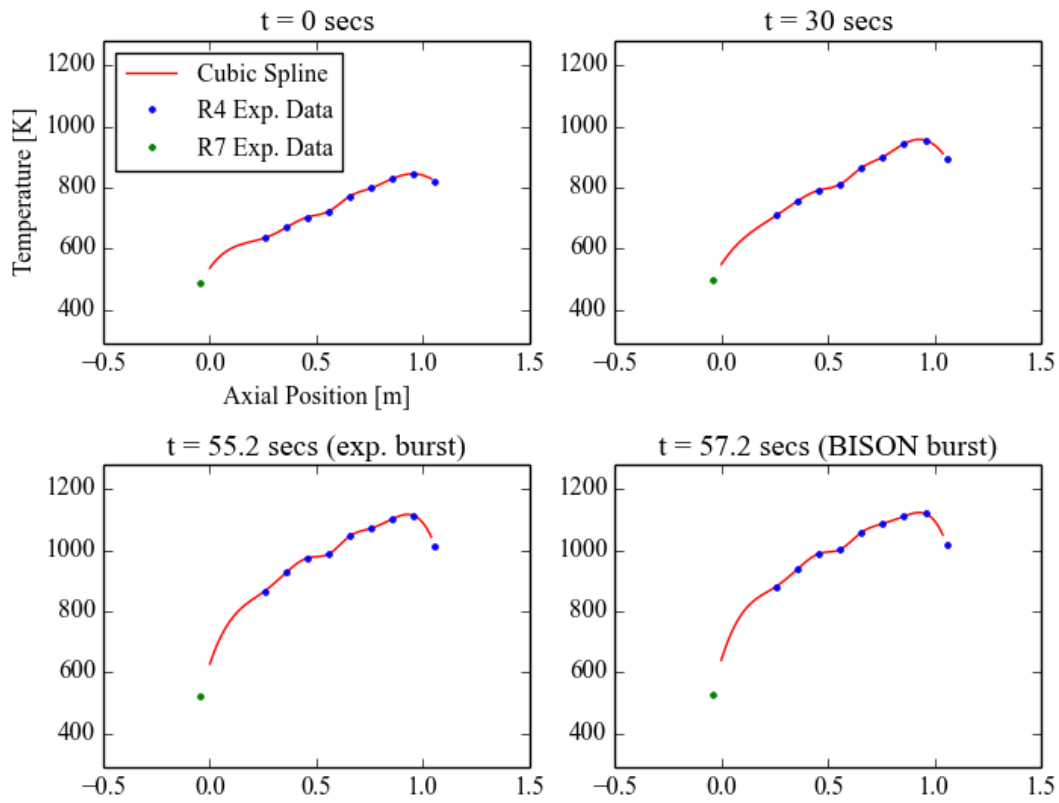 t = 0 secs
t = 30 secs
1200
1000
800
600
400
Temperature [K]
Cubic Spline
R4 Exp. Data
R7 Exp. Data
−0.5 0.0 0.5 1.0 1.5
Axial Position [m]
1200
1000
800
600
400
−0.5 0.0 0.5 1.0 1.5
t = 55.2 secs (exp. burst)
t = 57.2 secs (BISON burst)
1200
1000
800
600
400
−0.5 0.0 0.5 1.0 1.5
1200
1000
800
600
400
−0.5 0.0 0.5 1.0 1.5